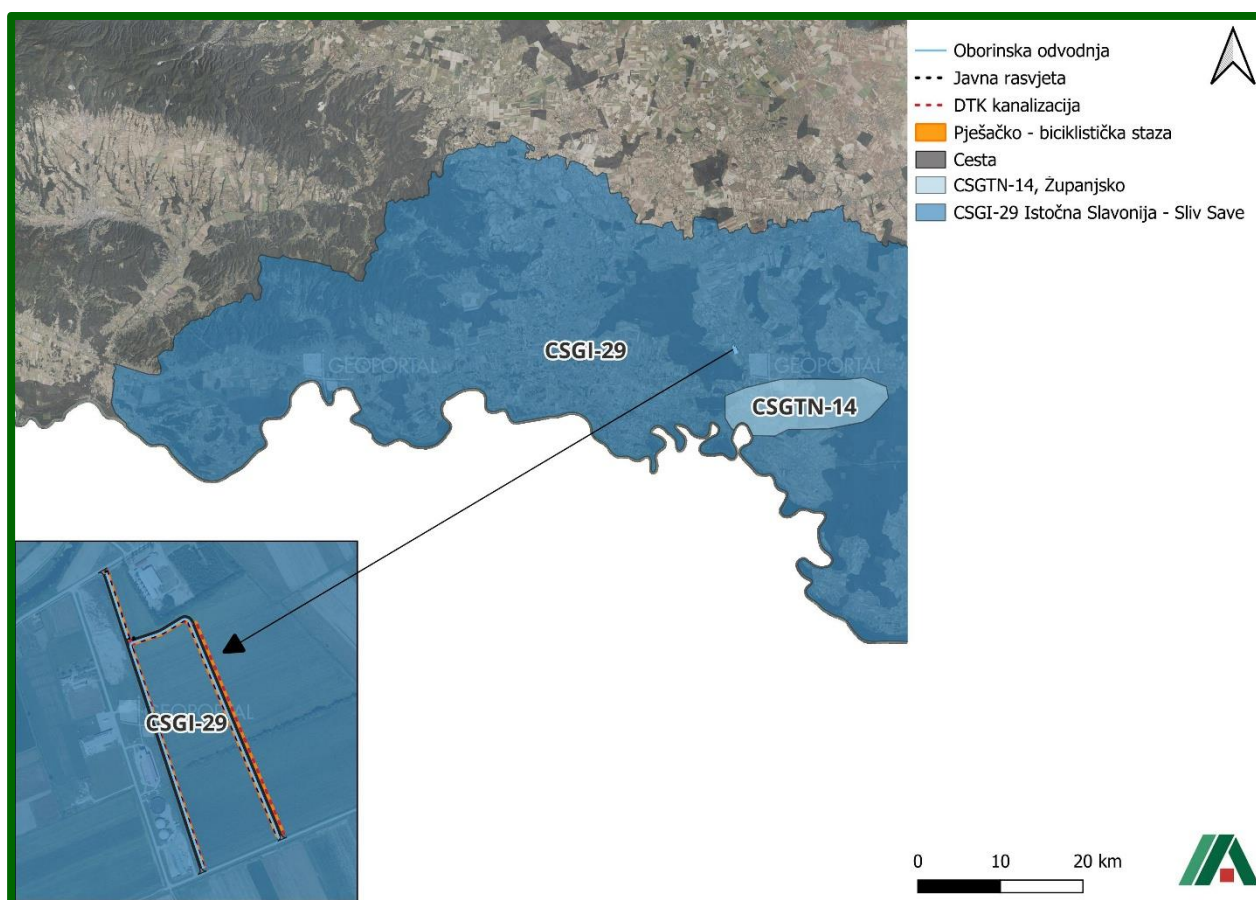 Oborinska odvodnja
Javna rasvjeta
DTK kanalizacija
Pješačko - biciklistička staza
Cesta
CSGTN-14, Županjsko
CSGI-29 Istočna Slavonija - Sliv Save
CSGI-29
GEOPORTAL
GEOPORTAL
CSGTN-14
GEOPORTAL
CSGI-29
0 10 20 km